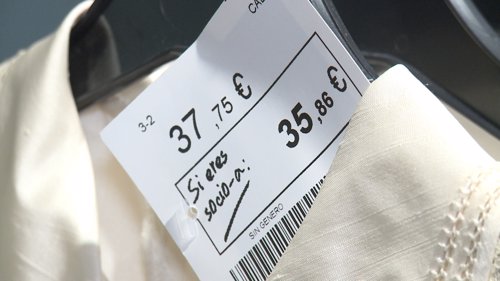 3-2
37,75 €
Si eres
socio-a:
35,86 €
SIN GENERO